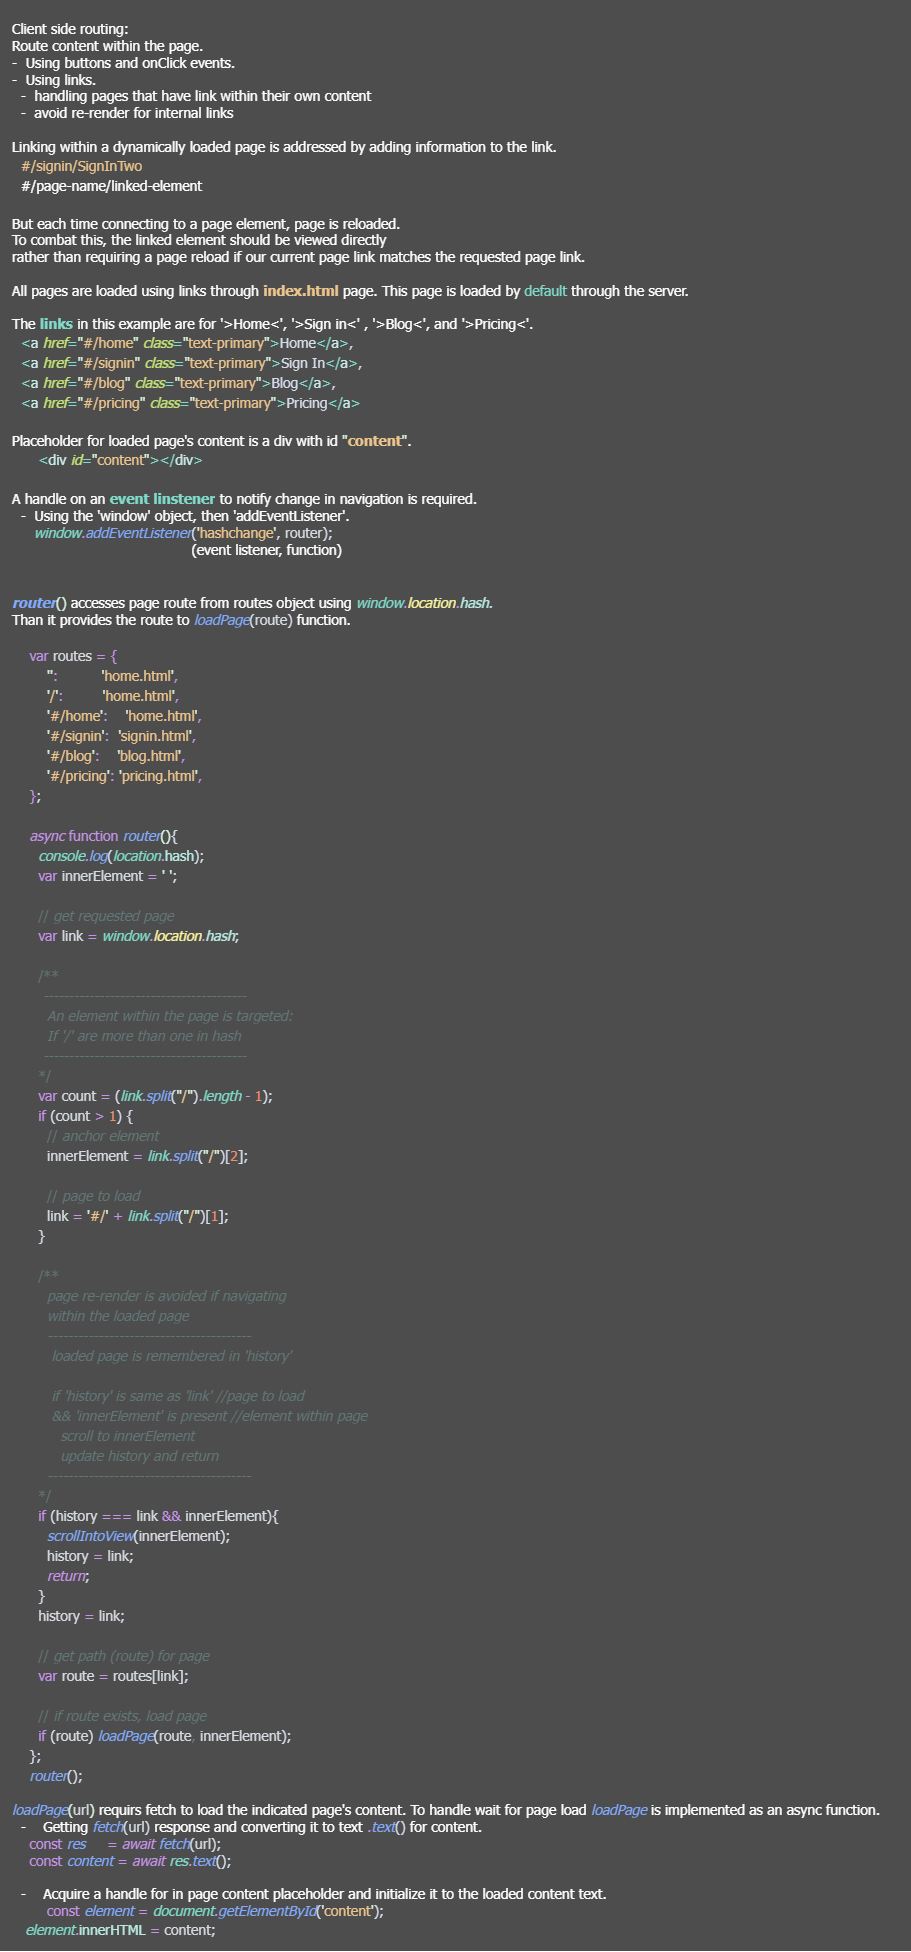 Client side routing:
Route content within the page.
- Using buttons and onClick events.
- Using links.
- handling pages that have link within their own content
- avoid re-render for internal links
Linking within a dynamically loaded page is addressed by adding information to the link.
#/signin/SignInTwo
#/page-name/linked-element
But each time connecting to a page element, page is reloaded.
To combat this, the linked element should be viewed directly
rather than requiring a page reload if our current page link matches the requested page link.
All pages are loaded using links through index.html page. This page is loaded by default through the server.
The links in this example are for '>Home<', '>Sign in<' , '>Blog<', and '>Pricing<'.
<a href="#/home" class="text-primary">Home</a>,
<a href="#/signin" class="text-primary">Sign In</a>,
<a href="#/blog" class="text-primary">Blog</a>,
<a href="#/pricing" class="text-primary">Pricing</a>
Placeholder for loaded page's content is a div with id "content".
<div id="content"></div>
A handle on an event linstener to notify change in navigation is required.
- Using the 'window' object, then 'addEventListener'.
window.addEventListener('hashchange', router);
(event listener, function)
router() accesses page route from routes object using window.location.hash.
Than it provides the route to loadPage(route) function.
var routes = {
'': 'home.html',
'/': 'home.html',
'#/home': 'home.html',
'#/signin': 'signin.html',
'#/blog': 'blog.html',
'#/pricing': 'pricing.html',
};
async function router(){
console.log(location.hash);
var innerElement = ' ';
// get requested page
var link = window.location.hash;
/**
----------------------------------------
An element within the page is targeted:
If '/' are more than one in hash
----------------------------------------
*/
var count = (link.split("/").length - 1);
if (count > 1) {
// anchor element
innerElement = link.split("/")[2];
// page to load
link = '#/' + link.split("/")[1];
}
/**
page re-render is avoided if navigating
within the loaded page
----------------------------------------
loaded page is remembered in 'history'
if 'history' is same as 'link' //page to load
&& 'innerElement' is present //element within page
scroll to innerElement
update history and return
----------------------------------------
*/
if (history === link && innerElement){
scrollIntoView(innerElement);
history = link;
return;
}
history = link;
// get path (route) for page
var route = routes[link];
// if route exists, load page
if (route) loadPage(route, innerElement);
};
router();
loadPage(url) requirs fetch to load the indicated page's content. To handle wait for page load loadPage is implemented as an async function.
- Getting fetch(url) response and converting it to text .text() for content.
const res = await fetch(url);
const content = await res.text();
- Acquire a handle for in page content placeholder and initialize it to the loaded content text.
const element = document.getElementById('content');
element.innerHTML = content;